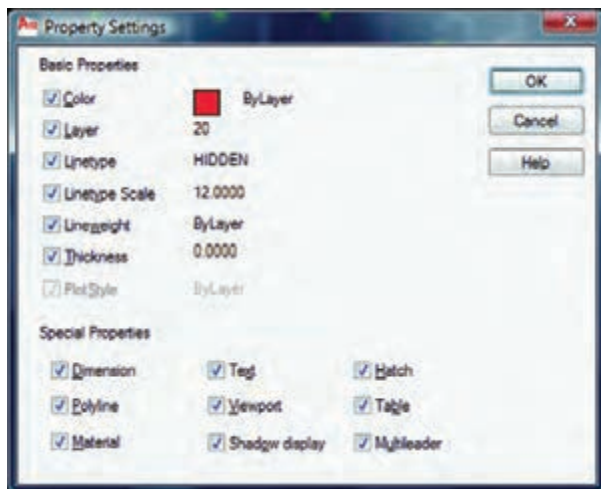 Property Settings
Basic Properties
OK
Color ByLayer
Layer 20
Cancel
Linetype HIDDEN
Help
Linetype Scale 12.0000
Lineweight ByLayer
Thickness 0.0000
PlotStyle ByLayer
Special Properties
Dimension Text Hatch
Polyline Viewport Table
Material Shadow display Multileader